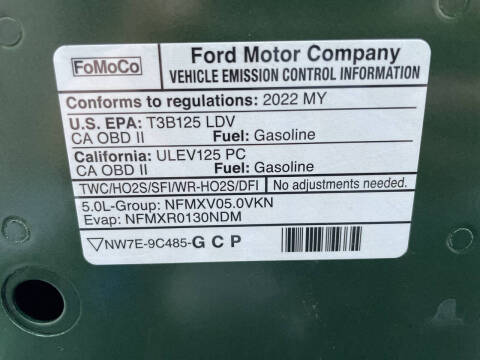 FoMoCo
Ford Motor Company
VEHICLE EMISSION CONTROL INFORMATION
Conforms to regulations: 2022 MY
U.S. EPA: T3B125 LDV
CA OBD II Fuel: Gasoline
California: ULEV125 PC
CA OBD II Fuel: Gasoline
TWC/HO2S/SFI/WR-HO2S/DFI No adjustments needed.
5.0L-Group: NFMXV05.0VKN
Evap: NFMXR0130NDM
▽NW7E-9C485-G C P